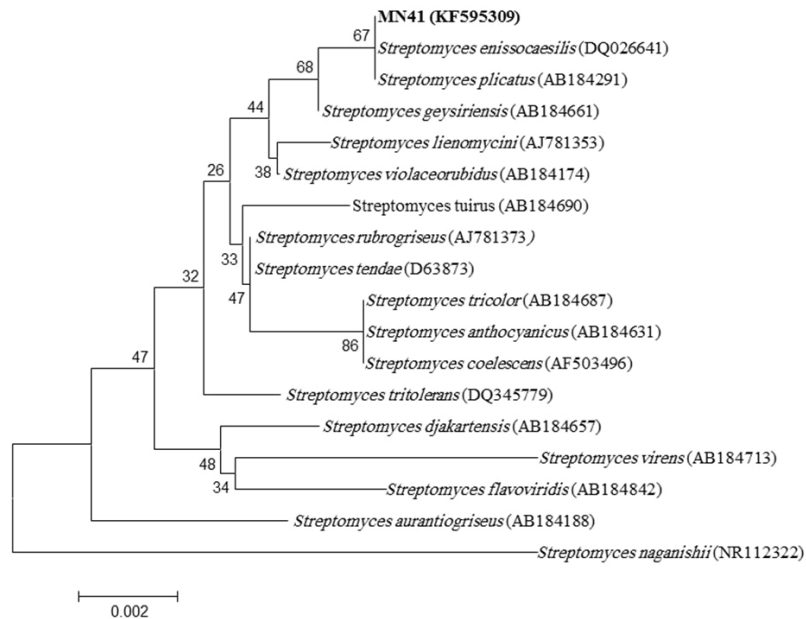 MN41 (KF595309)
67
Streptomyces enissocaesilis (DQ026641)
68
Streptomyces plicatus (AB184291)
44
Streptomyces geysiriensis (AB184661)
Streptomyces lienomycini (AJ781353)
26
38
Streptomyces violaceorubidus (AB184174)
Streptomyces tuirus (AB184690)
Streptomyces rubrogriseus (AJ781373)
33
Streptomyces tendae (D63873)
32
47
Streptomyces tricolor (AB184687)
Streptomyces anthocyanicus (AB184631)
86
47
Streptomyces coelescens (AF503496)
Streptomyces tritolerans (DQ345779)
Streptomyces djakartensis (AB184657)
48
Streptomyces virens (AB184713)
34
Streptomyces flavoviridis (AB184842)
Streptomyces aurantiogriseus (AB184188)
Streptomyces naganishii (NR112322)
0.002